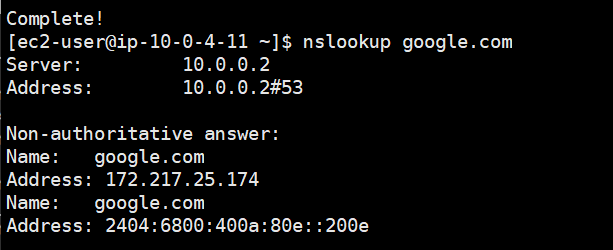 Complete!
[ec2-user@ip-10-0-4-11 ~]$ nslookup google.com
Server:         10.0.0.2
Address:        10.0.0.2#53

Non-authoritative answer:
Name:   google.com
Address: 172.217.25.174
Name:   google.com
Address: 2404:6800:400a:80e::200e